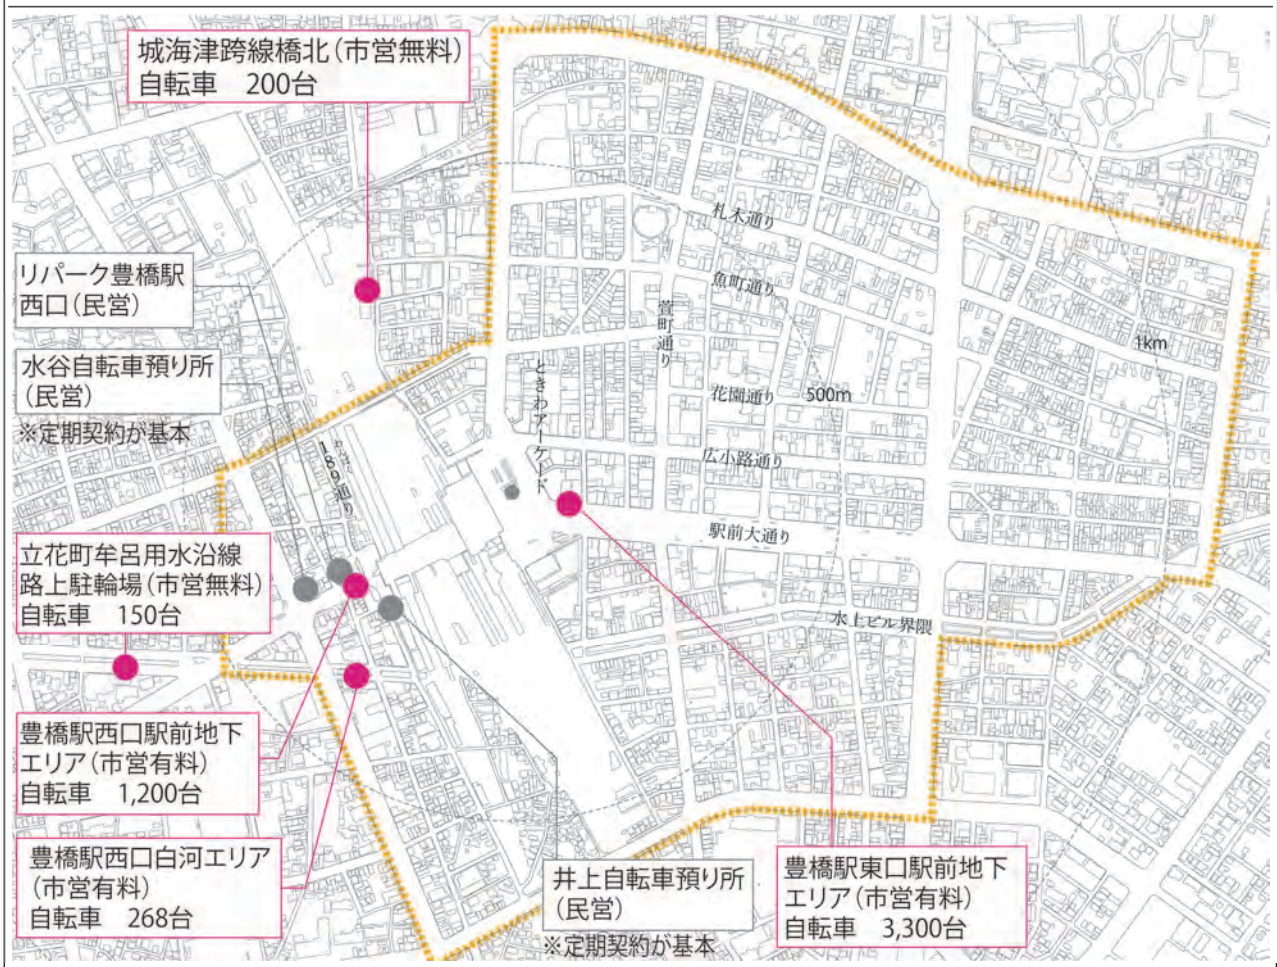 城海津跨線橋北（市営無料）
自転車　200台
リパーク豊橋駅
西口（民営）
水谷自転車預り所
（民営）
※定期契約が基本
立花町牟呂用水沿線
路上駐輪場（市営無料）
自転車　150台
豊橋駅西口駅前地下
エリア（市営有料）
自転車　1,200台
豊橋駅西口白河エリア
（市営有料）
自転車　268台
井上自転車預り所
（民営）
※定期契約が基本
豊橋駅東口駅前地下
エリア（市営有料）
自転車　3,300台
札木通り
魚町通り
萱町通り
ときわアーケード
花園通り
500m
1km
広小路通り
駅前大通り
水上ビル界隈
189通り